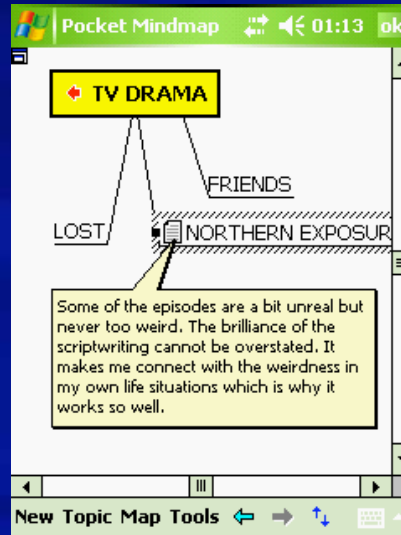 Pocket Mindmap 01:13 ok
TV DRAMA
FRIENDS
LOST
NORTHERN EXPOSUR
Some of the episodes are a bit unreal but
never too weird. The brilliance of the
scriptwriting cannot be overstated. It
makes me connect with the weirdness in
my own life situations which is why it
works so well.
New Topic Map Tools